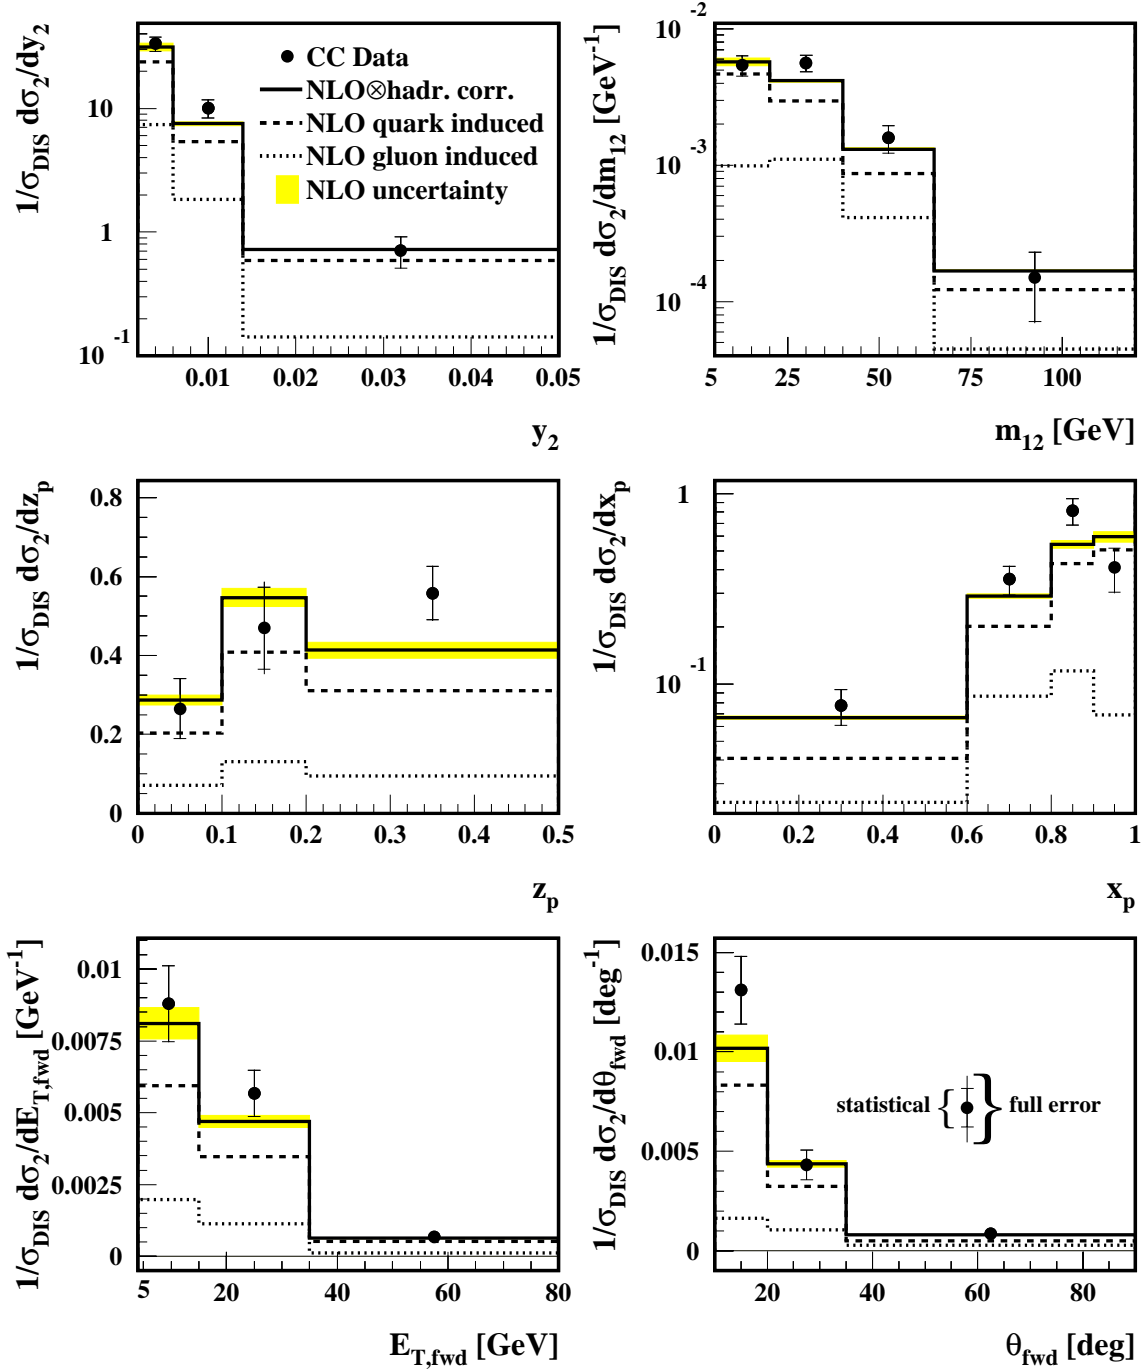 1/σDIS dσ2/dy2
10
1
10 -1
0.01 0.02 0.03 0.04 0.05
y2
CC Data
NLO⊗hadr. corr.
NLO quark induced
NLO gluon induced
NLO uncertainty
1/σDIS dσ2/dm12 [GeV-1]
10 -2
10 -3
10 -4
5 25 50 75 100
m12 [GeV]
1/σDIS dσ2/dzp
0.8
0.6
0.4
0.2
0
0 0.1 0.2 0.3 0.4 0.5
zp
1/σDIS dσ2/dxp
1
10 -1
0 0.2 0.4 0.6 0.8 1
xp
1/σDIS dσ2/dET,fwd [GeV-1]
0.01
0.0075
0.005
0.0025
0
5 20 40 60 80
ET,fwd [GeV]
1/σDIS dσ2/dθfwd [deg-1]
0.015
0.01
0.005
0
20 40 60 80
θfwd [deg]
statistical { } full error